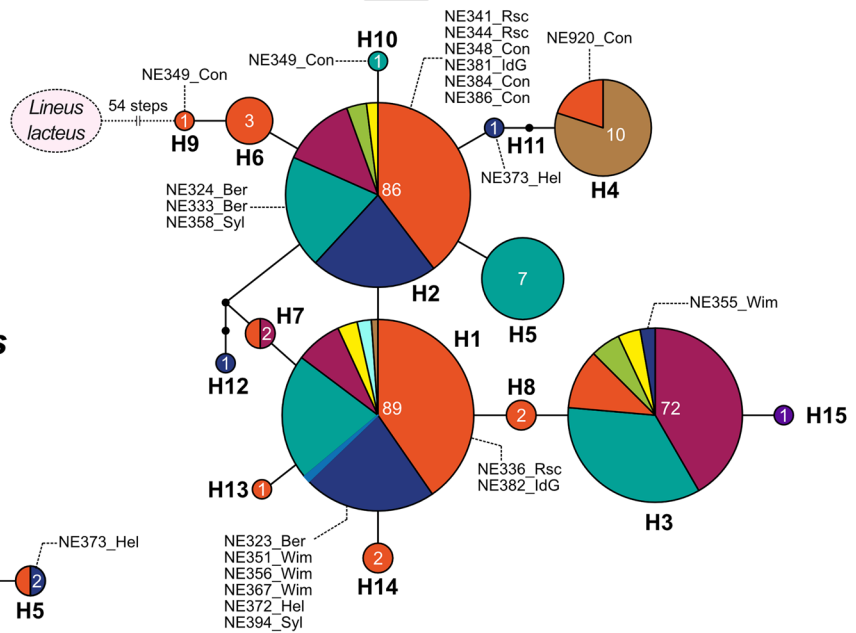 NE341_Rsc
NE344_Rsc
NE348_Con
NE381_IdG
NE384_Con
NE386_Con
H10
NE349_Con
1
NE920_Con
NE349_Con
Lineus
lacteus
54 steps
1
H9
3
H6
1
H11
10
H4
NE373_Hel
NE324_Ber
NE333_Ber
NE358_Syl
86
H2
7
H5
NE355_Wim
H7
2
1
H12
H1
89
H8
2
72
1
H15
H3
s
H13
1
NE336_Rsc
NE382_IdG
NE323_Ber
NE351_Wim
NE356_Wim
NE367_Wim
NE372_Hel
NE394_Syl
2
H14
NE373_Hel
2
H5